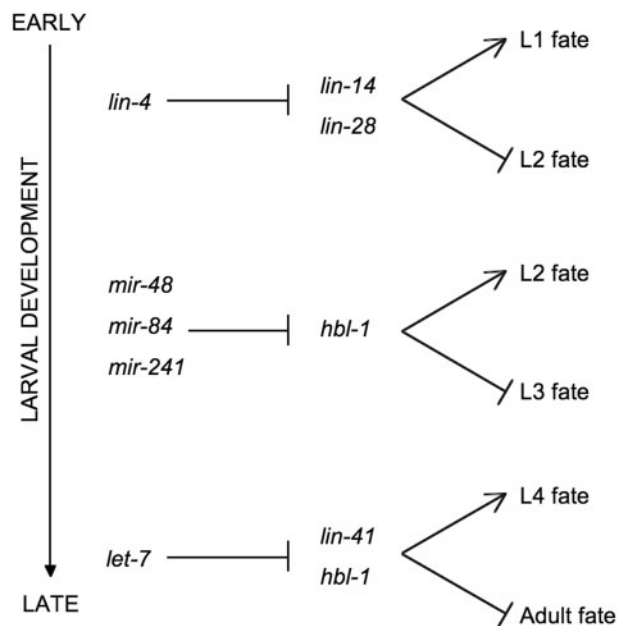 EARLY
LARVAL DEVELOPMENT
LATE
lin-4
lin-14
lin-28
L1 fate
L2 fate
mir-48
mir-84
mir-241
hbl-1
L2 fate
L3 fate
let-7
lin-41
hbl-1
L4 fate
Adult fate